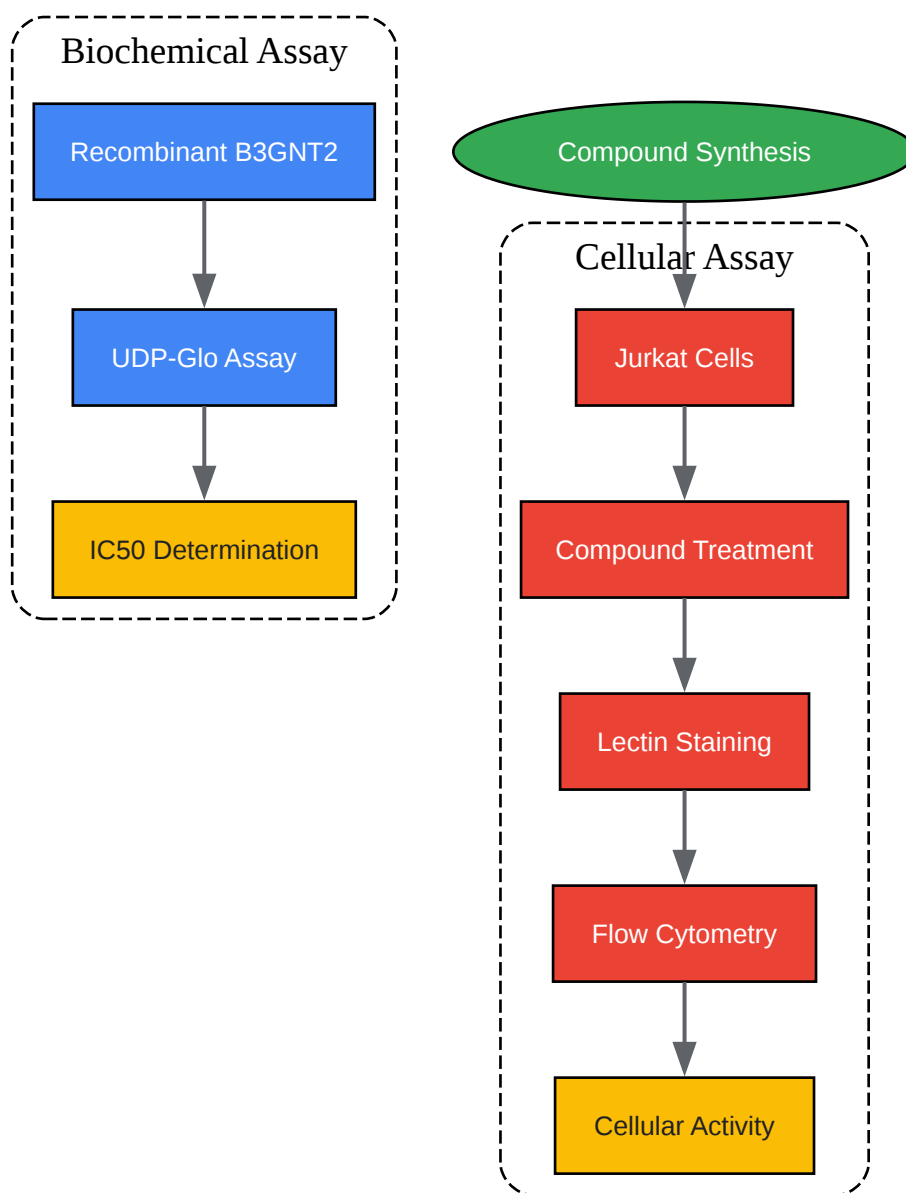 Biochemical Assay
Recombinant B3GNT2
UDP-Glo Assay
IC50 Determination
Compound Synthesis
Cellular Assay
Jurkat Cells
Compound Treatment
Lectin Staining
Flow Cytometry
Cellular Activity